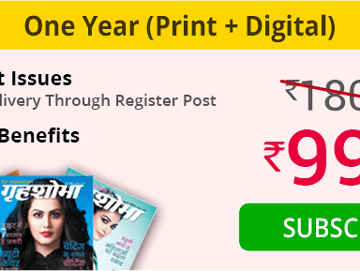 One Year (Print + Digital)
t Issues
livery Through Register Post
Benefits
₹180
₹99
SUBSC
गृहशोभा